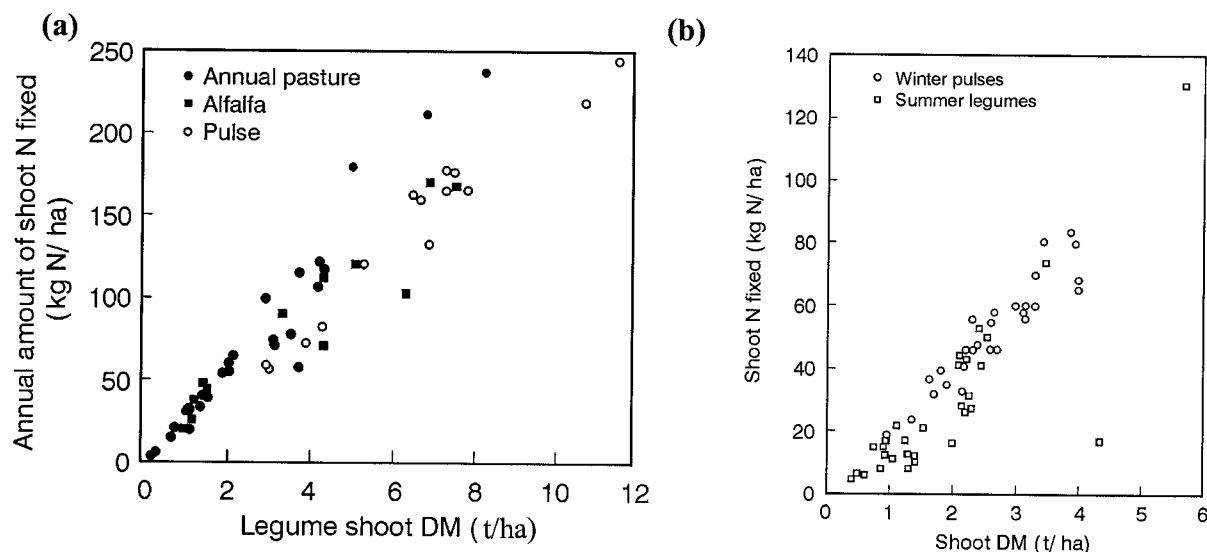 (a)
Annual amount of shoot N fixed
(kg N/ ha)
250
200
150
100
50
0
Annual pasture
Alfalfa
Pulse
0 2 4 6 8 10 12
Legume shoot DM (t/ha)
(b)
Shoot N fixed (kg N/ ha)
140
120
100
80
60
40
20
0
Winter pulses
Summer legumes
0 1 2 3 4 5 6
Shoot DM (t/ ha)